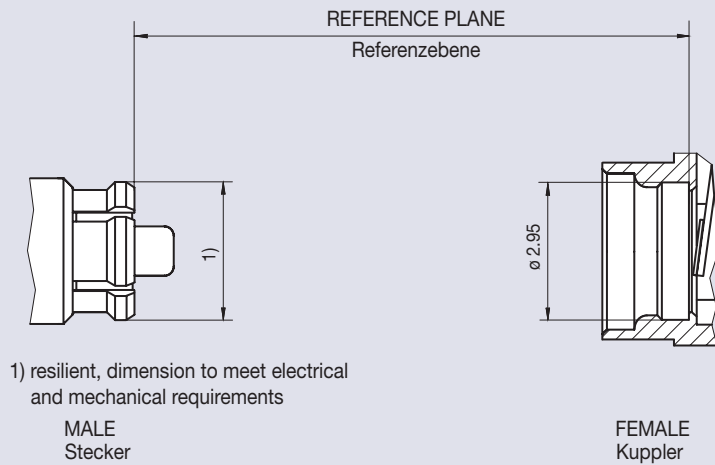 REFERENCE PLANE
Referenzebene
1)
ø 2.95
1) resilient, dimension to meet electrical
and mechanical requirements
MALE
Stecker
FEMALE
Kuppler